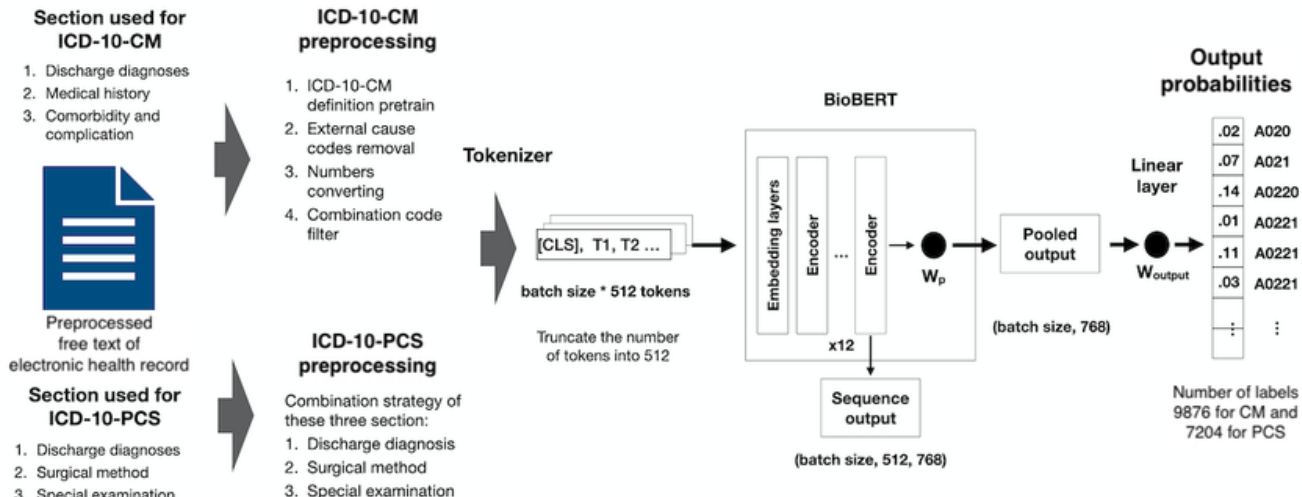 Section used for
ICD-10-CM
1. Discharge diagnoses
2. Medical history
3. Comorbidity and
complication
Preprocessed
free text of
electronic health record
Section used for
ICD-10-PCS
1. Discharge diagnoses
2. Surgical method
3. Special examination
ICD-10-CM
preprocessing
1. ICD-10-CM
definition pretrain
2. External cause
codes removal
3. Numbers
converting
4. Combination code
filter
ICD-10-PCS
preprocessing
Combination strategy of
these three section:
1. Discharge diagnosis
2. Surgical method
3. Special examination
Tokenizer
[CLS], T1, T2 ...
batch size * 512 tokens
Truncate the number
of tokens into 512
BioBERT
Embedding layers
Encoder
...
Encoder
Wp
x12
Sequence
output
(batch size, 512, 768)
Pooled
output
(batch size, 768)
Linear
layer
Woutput
Output
probabilities
.02 A020
.07 A021
.14 A0220
.01 A0221
.11 A0221
.03 A0221
⋮ ⋮
Number of labels
9876 for CM and
7204 for PCS